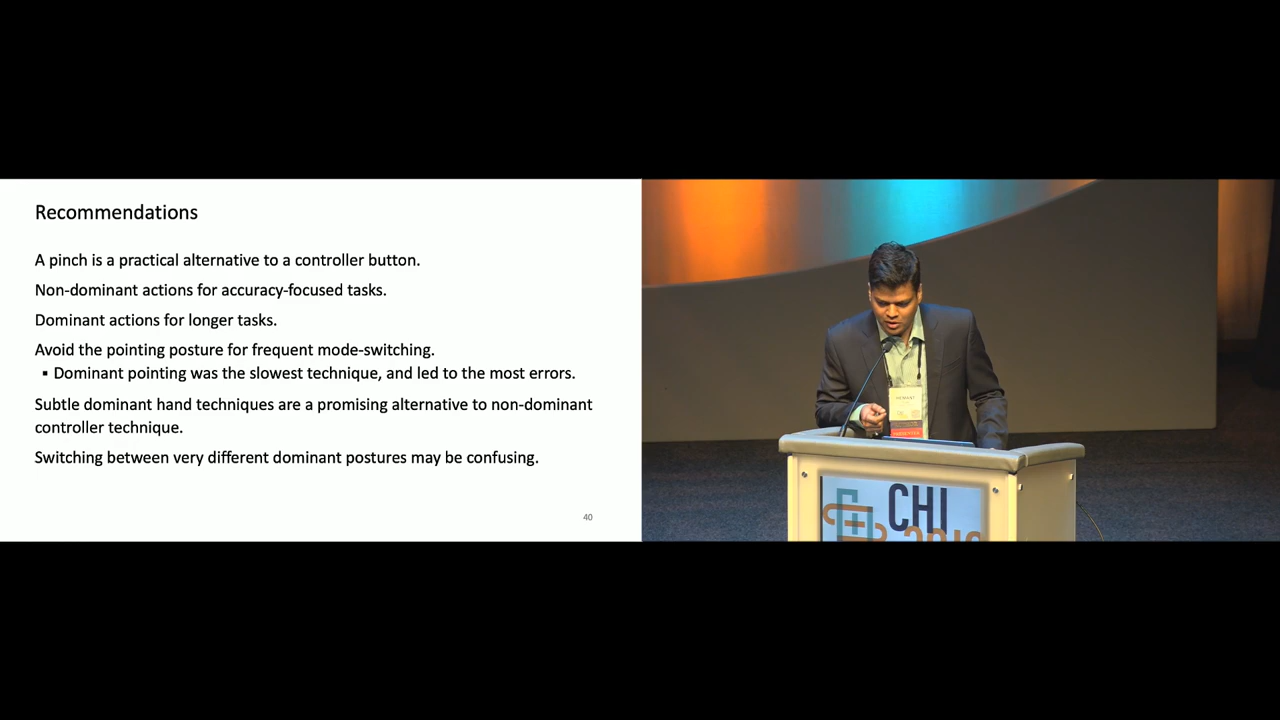 Recommendations
A pinch is a practical alternative to a controller button.
Non-dominant actions for accuracy-focused tasks.
Dominant actions for longer tasks.
Avoid the pointing posture for frequent mode-switching.
▪ Dominant pointing was the slowest technique, and led to the most errors.
Subtle dominant hand techniques are a promising alternative to non-dominant
controller technique.
Switching between very different dominant postures may be confusing.
40
HEMANT
CHI
2019